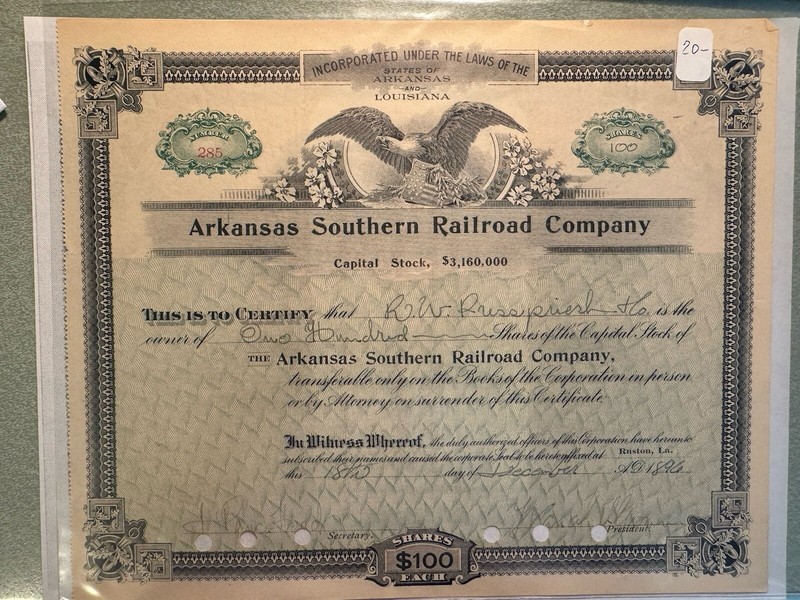 20-
INCORPORATED UNDER THE LAWS OF THE
STATES OF
ARKANSAS
-AND-
LOUISIANA
NUMBER
285
SHARES
100
Arkansas Southern Railroad Company
Capital Stock, $3,160,000
THIS IS TO CERTIFY that R. W. & Co. is the
owner of One Hundred Shares of the Capital Stock of
THE Arkansas Southern Railroad Company,
transferable only on the Books of the Corporation in person
or by Attorney on surrender of this Certificate
In Witness Whereof, the duly authorized officers of this Corporation have hereunto
subscribed their names and caused the corporate Seal to be hereto affixed at Ruston, La.
this 18th day of December A.D. 1896
Secretary.
President.
SHARES
$100
EACH